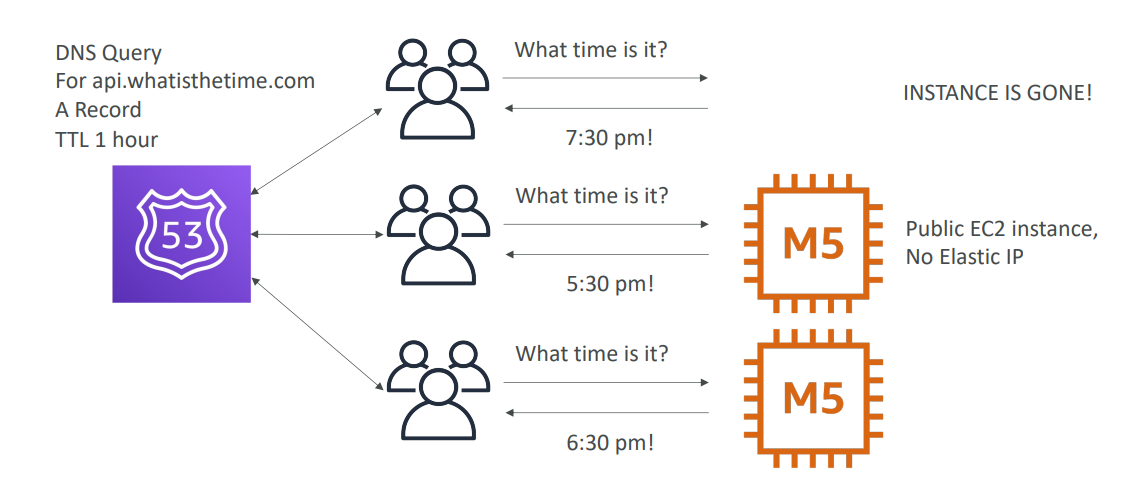 DNS Query
For api.whatisthetime.com
A Record
TTL 1 hour
53
What time is it?
7:30 pm!
INSTANCE IS GONE!
What time is it?
5:30 pm!
M5
Public EC2 instance,
No Elastic IP
What time is it?
6:30 pm!
M5